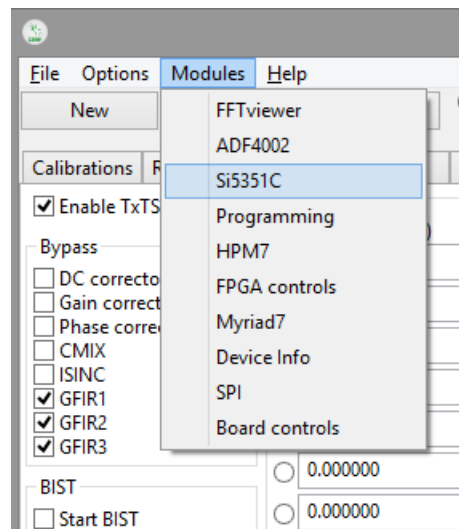 File Options Modules Help
New
FFTviewer
ADF4002
Calibrations
Si5351C
Enable TxTS
Programming
Bypass
HPM7
DC correcto
FPGA controls
Gain correct
Phase corre
Myriad7
CMIX
Device Info
ISINC
GFIR1
SPI
GFIR2
Board controls
GFIR3
0.000000
BIST
Start BIST
0.000000